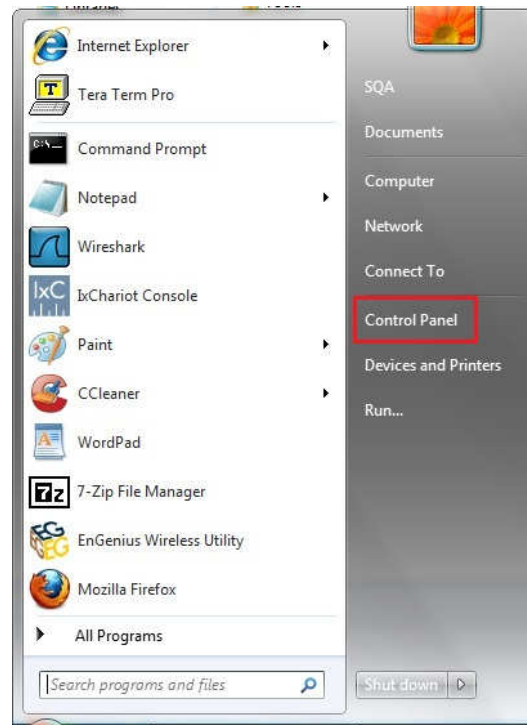 Internet Explorer
Tera Term Pro
Command Prompt
Notepad
Wireshark
IxChariot Console
Paint
CCleaner
WordPad
7-Zip File Manager
EnGenius Wireless Utility
Mozilla Firefox
All Programs
Search programs and files
SQA
Documents
Computer
Network
Connect To
Control Panel
Devices and Printers
Run...
Shut down
T
C:\
IxC
7z